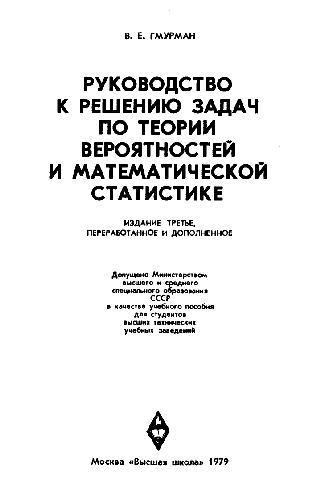 В. Е. ГМУРМАН
РУКОВОДСТВО
К РЕШЕНИЮ ЗАДАЧ
ПО ТЕОРИИ
ВЕРОЯТНОСТЕЙ
И МАТЕМАТИЧЕСКОЙ
СТАТИСТИКЕ
ИЗДАНИЕ ТРЕТЬЕ,
ПЕРЕРАБОТАННОЕ И ДОПОЛНЕННОЕ
Допущено Министерством
высшего и среднего
специального образования
СССР
в качестве учебного пособия
для студентов
высших технических
учебных заведений
Москва «Высшая школа» 1979